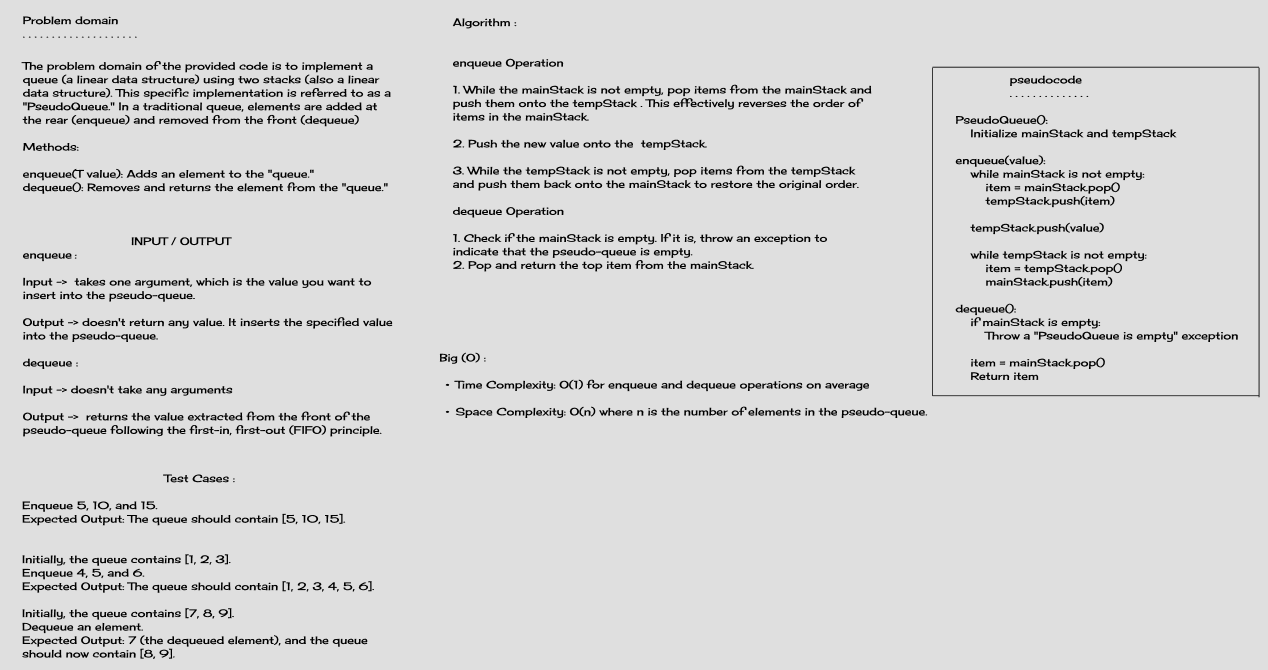 Problem domain
. . . . . . . . . . . . . . . . . . . .
The problem domain of the provided code is to implement a
queue (a linear data structure) using two stacks (also a linear
data structure). This specific implementation is referred to as a
"PseudoQueue." In a traditional queue, elements are added at
the rear (enqueue) and removed from the front (dequeue)
Methods:
enqueue(T value): Adds an element to the "queue."
dequeue(): Removes and returns the element from the "queue."
INPUT / OUTPUT
enqueue :
Input -> takes one argument, which is the value you want to
insert into the pseudo-queue.
Output -> doesn't return any value. It inserts the specified value
into the pseudo-queue.
dequeue :
Input -> doesn't take any arguments
Output -> returns the value extracted from the front of the
pseudo-queue following the first-in, first-out (FIFO) principle.
Test Cases :
Enqueue 5, 10, and 15.
Expected Output: The queue should contain [5, 10, 15].
Initially, the queue contains [1, 2, 3].
Enqueue 4, 5, and 6.
Expected Output: The queue should contain [1, 2, 3, 4, 5, 6].
Initially, the queue contains [7, 8, 9].
Dequeue an element.
Expected Output: 7 (the dequeued element), and the queue
should now contain [8, 9].
Algorithm :
enqueue Operation
1. While the mainStack is not empty, pop items from the mainStack and
push them onto the tempStack . This effectively reverses the order of
items in the mainStack.
2. Push the new value onto the tempStack.
3. While the tempStack is not empty, pop items from the tempStack
and push them back onto the mainStack to restore the original order.
dequeue Operation
1. Check if the mainStack is empty. If it is, throw an exception to
indicate that the pseudo-queue is empty.
2. Pop and return the top item from the mainStack.
Big (O) :
• Time Complexity: O(1) for enqueue and dequeue operations on average
• Space Complexity: O(n) where n is the number of elements in the pseudo-queue.
pseudocode
. . . . . . . . . . . . . .
PseudoQueue():
Initialize mainStack and tempStack
enqueue(value):
while mainStack is not empty:
item = mainStack.pop()
tempStack.push(item)
tempStack.push(value)
while tempStack is not empty:
item = tempStack.pop()
mainStack.push(item)
dequeue():
if mainStack is empty:
Throw a "PseudoQueue is empty" exception
item = mainStack.pop()
Return item